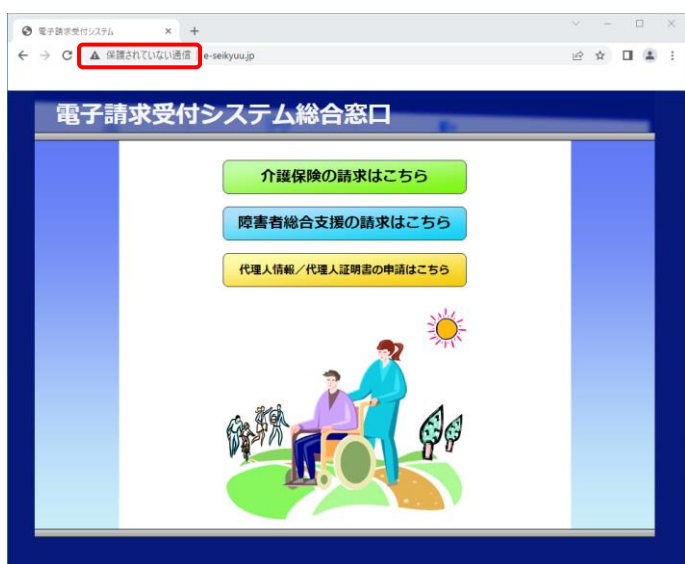 電子請求受付システム
保護されていない通信 | e-seikyuu.jp
電子請求受付システム総合窓口
介護保険の請求はこちら
障害者総合支援の請求はこちら
代理人情報／代理人証明書の申請はこちら